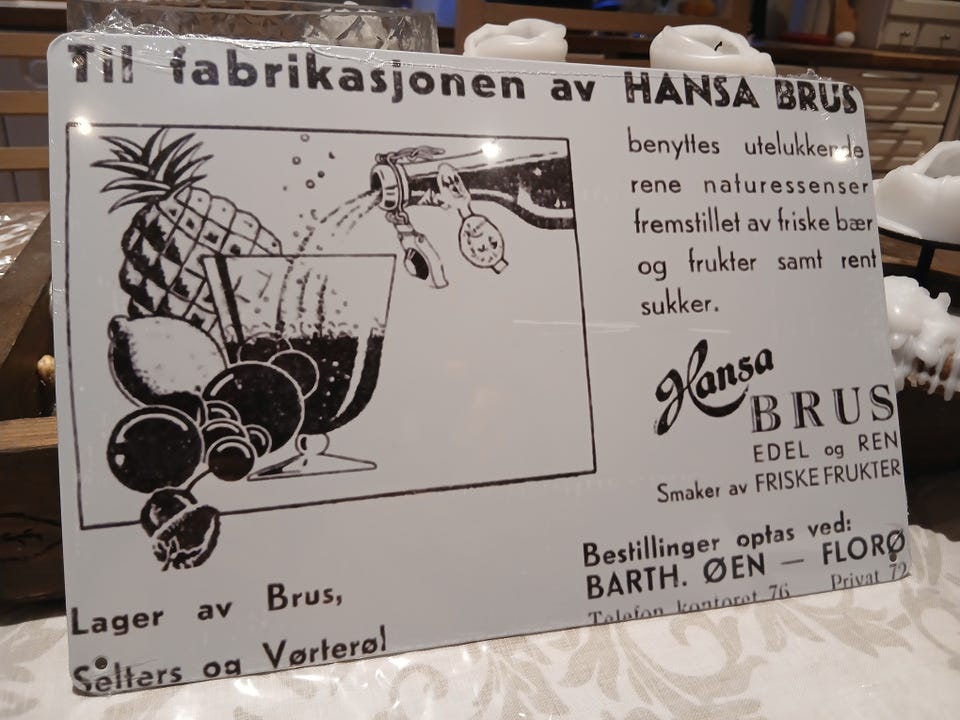 Til fabrikasjonen av HANSA BRUS
benyttes utelukkende
rene naturessenser
fremstillet av friske bær
og frukter samt rent
sukker.
Hansa
BRUS
EDEL og REN
Smaker av FRISKE FRUKTER
Bestillinger optas ved:
BARTH. ØEN — FLORØ
Telefon kontoret 76 Privat 72
Lager av Brus,
Selters og Vørterøl